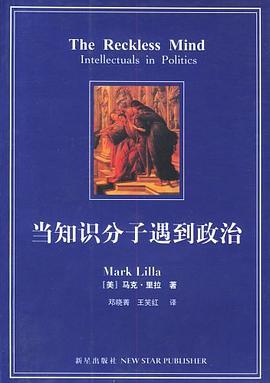 The Reckless Mind
Intellectuals in Politics
当知识分子遇到政治
Mark Lilla
［美］马克·里拉 著
邓晓菁 王笑红 译
新星出版社 NEW STAR PUBLISHER